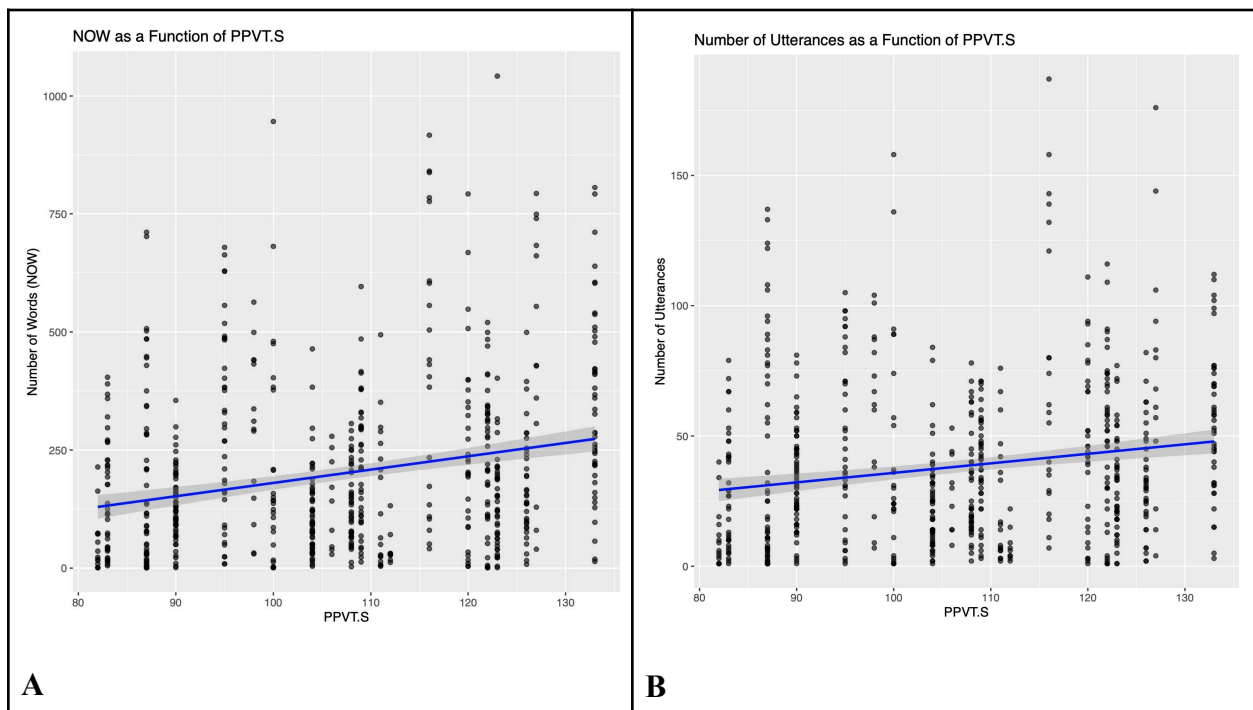 NOW as a Function of PPVT.S
1000
750
500
250
0
Number of Words (NOW)
80 90 100 110 120 130
PPVT.S
A
Number of Utterances as a Function of PPVT.S
150
100
50
0
Number of Utterances
80 90 100 110 120 130
PPVT.S
B